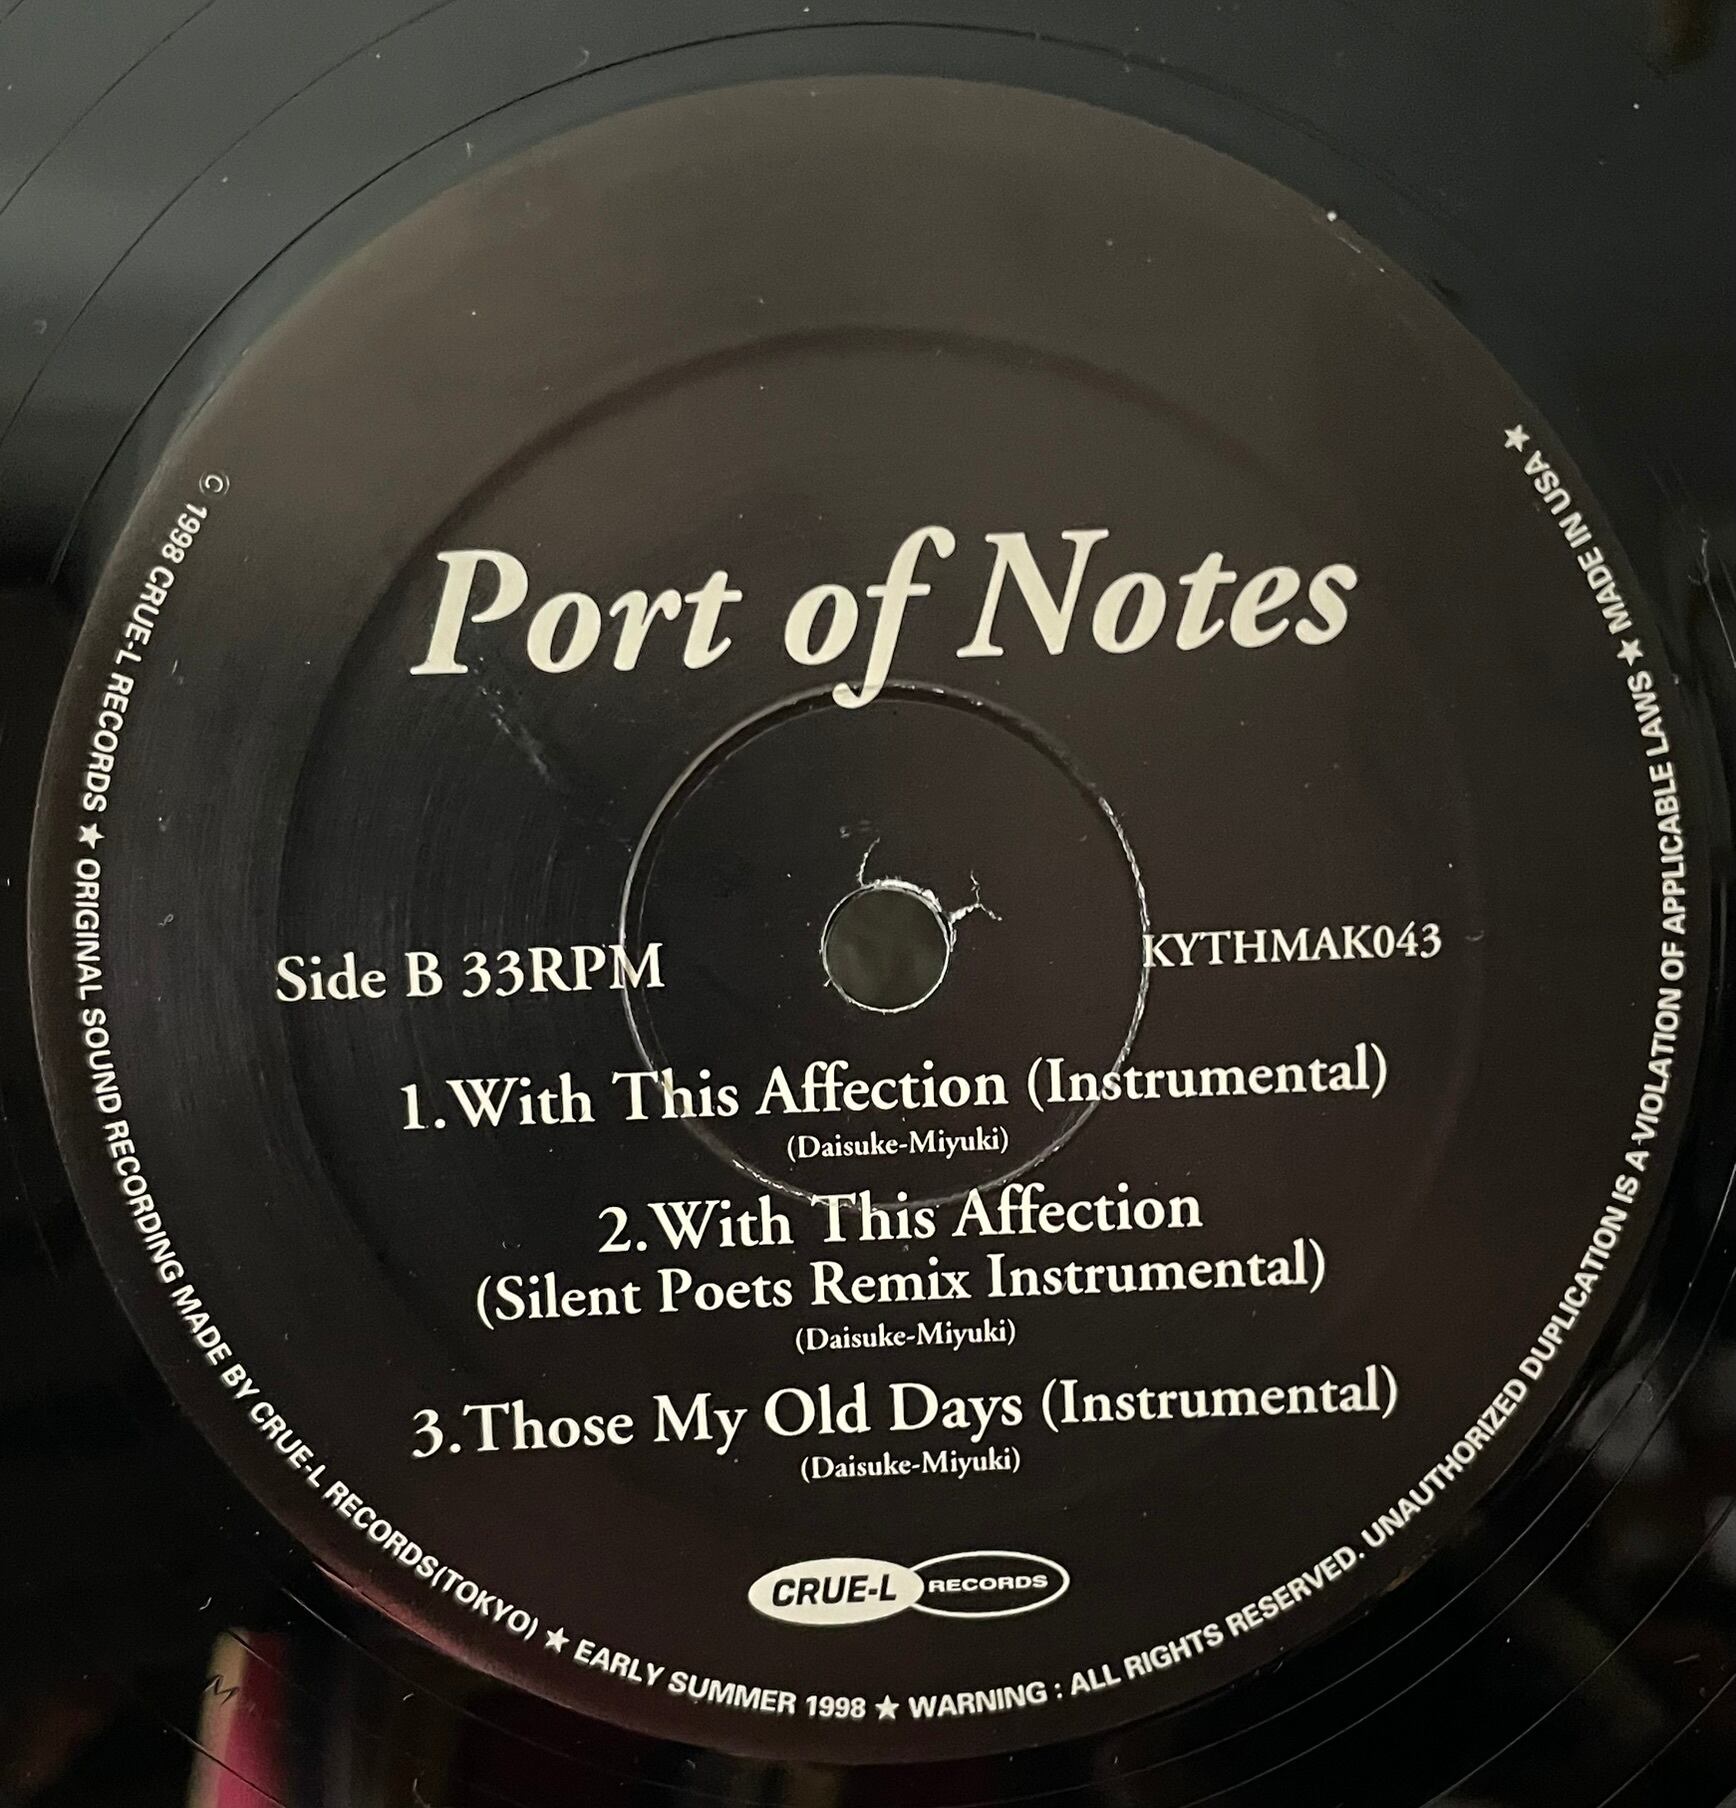 Port of Notes
Side B 33RPM
KYTHMAK043
1.With This Affection (Instrumental)
(Daisuke-Miyuki)
2.With This Affection
(Silent Poets Remix Instrumental)
(Daisuke-Miyuki)
3.Those My Old Days (Instrumental)
(Daisuke-Miyuki)
CRUE-L RECORDS
© 1998 CRUE-L RECORDS ★ ORIGINAL SOUND RECORDING MADE BY CRUE-L RECORDS(TOKYO) ★ EARLY SUMMER 1998 ★ WARNING : ALL RIGHTS RESERVED. UNAUTHORIZED DUPLICATION IS A VIOLATION OF APPLICABLE LAWS ★ MADE IN USA ★